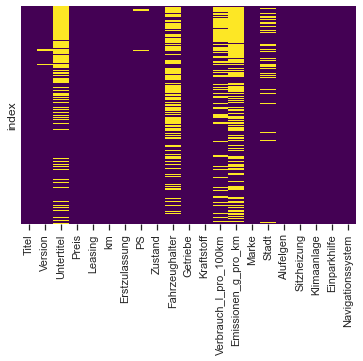 index
Titel
Version
Untertitel
Preis
Leasing
km
Erstzulassung
PS
Zustand
Fahrzeughalter
Getriebe
Kraftstoff
Verbrauch_l_pro_100km
Emissionen_g_pro_km
Marke
Stadt
Alufelgen
Sitzheizung
Klimaanlage
Einparkhilfe
Navigationssystem